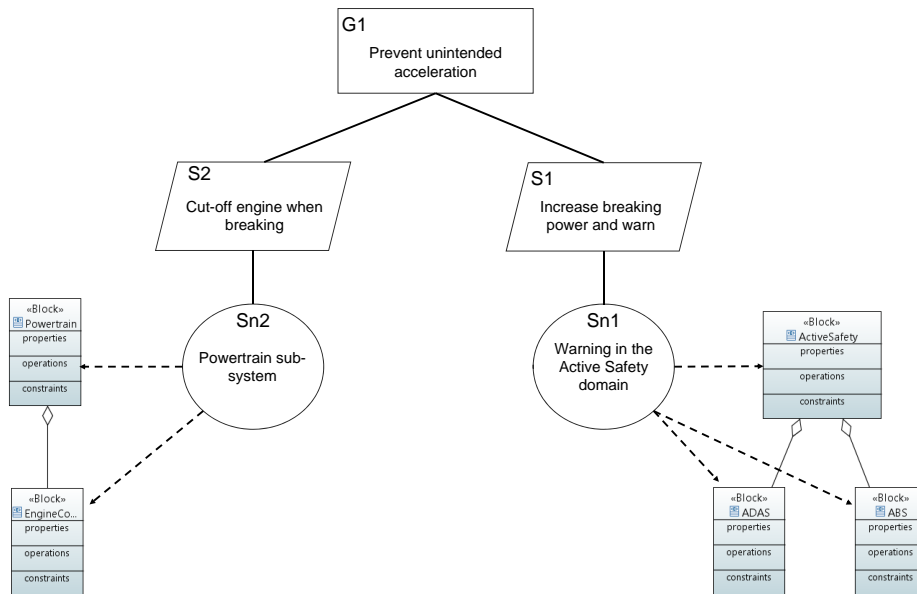 G1
Prevent unintended
acceleration
S2
Cut-off engine when
breaking
S1
Increase breaking
power and warn
Sn2
Powertrain sub-
system
Sn1
Warning in the
Active Safety
domain
«Block»
Powertrain
properties
operations
constraints
«Block»
ActiveSafety
properties
operations
constraints
«Block»
EngineCo...
properties
operations
constraints
«Block»
ADAS
properties
operations
constraints
«Block»
ABS
properties
operations
constraints